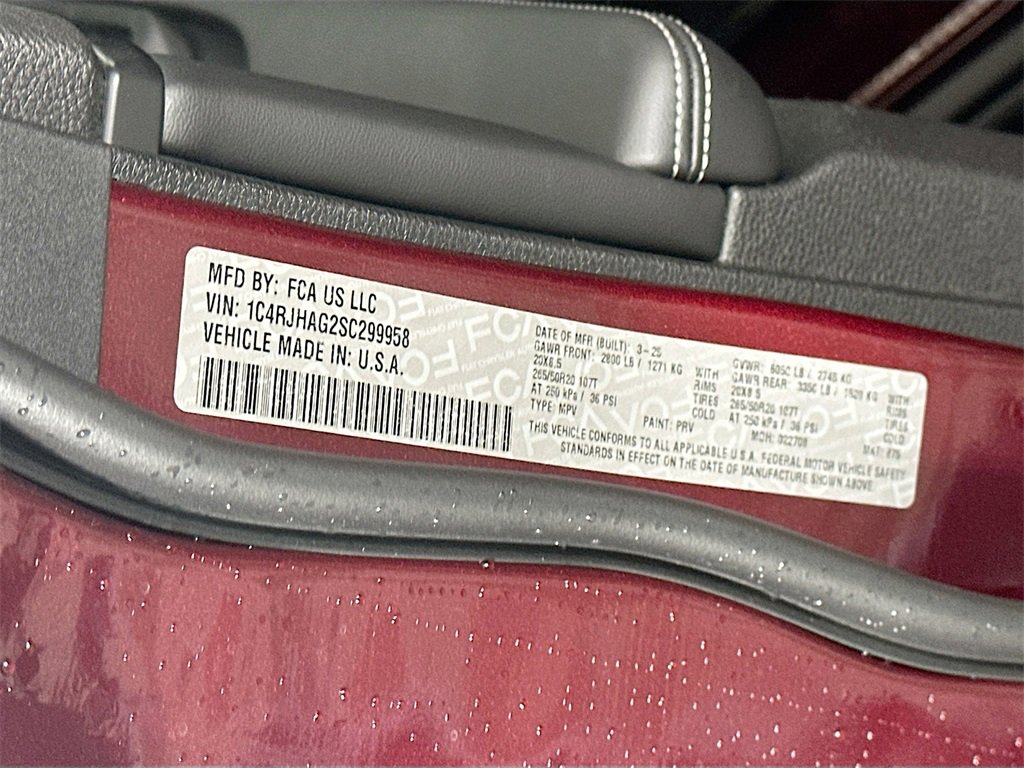 MFD BY: FCA US LLC
VIN: 1C4RJHAG2SC299958
VEHICLE MADE IN: U.S.A.
DATE OF MFR (BUILT): 3-25
GAWR FRONT: 2800 LB / 1271 KG WITH
20X8.5 RIMS
265/50R20 107T TIRES
AT 250 kPa / 36 PSI COLD
TYPE: MPV PAINT: PRV
GVWR: 6050 LB / 2745 KG
GAWR REAR: 3350 LB / 1520 KG WITH
20X8.5 RIMS
265/50R20 107T TIRES
AT 250 kPa / 36 PSI COLD
MDH: 022708
THIS VEHICLE CONFORMS TO ALL APPLICABLE U.S.A. FEDERAL MOTOR VEHICLE SAFETY
STANDARDS IN EFFECT ON THE DATE OF MANUFACTURE SHOWN ABOVE.